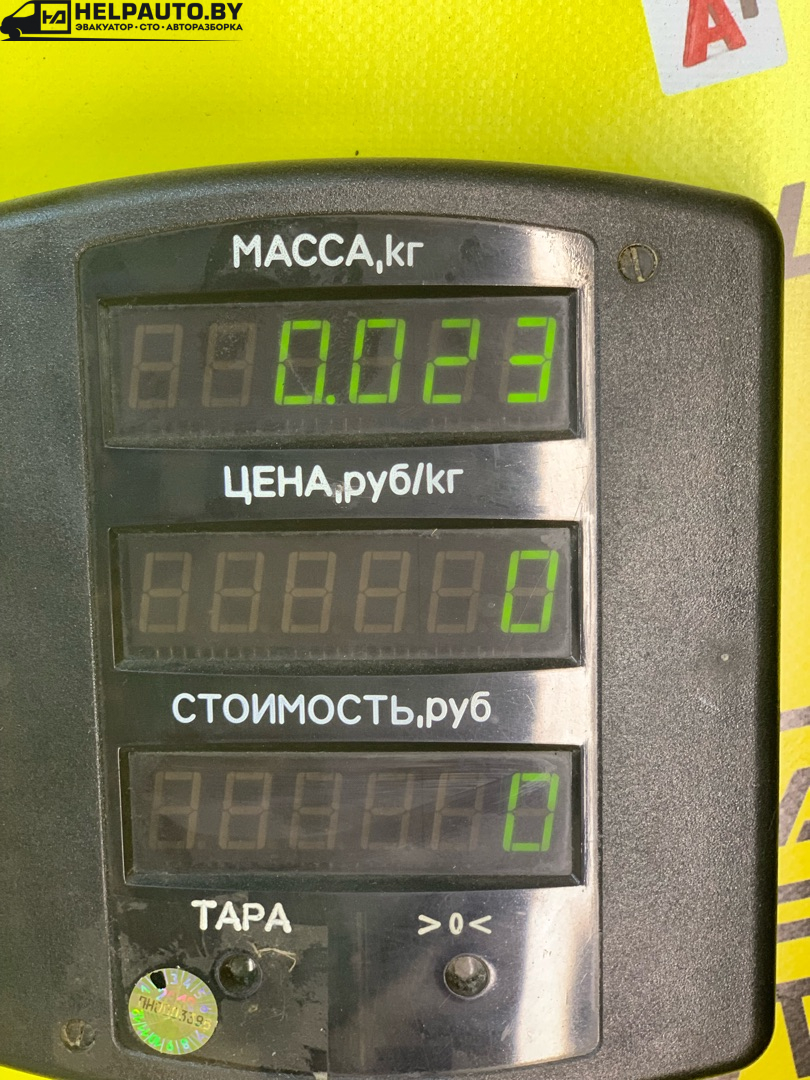 HELPAUTO.BY
ЭВАКУАТОР • СТО • АВТОРАЗБОРКА
МАССА,кг
0.023
ЦЕНА,руб/кг
0
СТОИМОСТЬ,руб
0
ТАРА
>0<